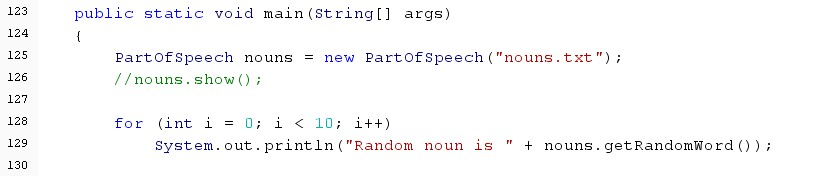 123 public static void main(String[] args)
124 {
125 PartOfSpeech nouns = new PartOfSpeech("nouns.txt");
126 //nouns.show();
127
128 for (int i = 0; i < 10; i++)
129 System.out.println("Random noun is " + nouns.getRandomWord());
130